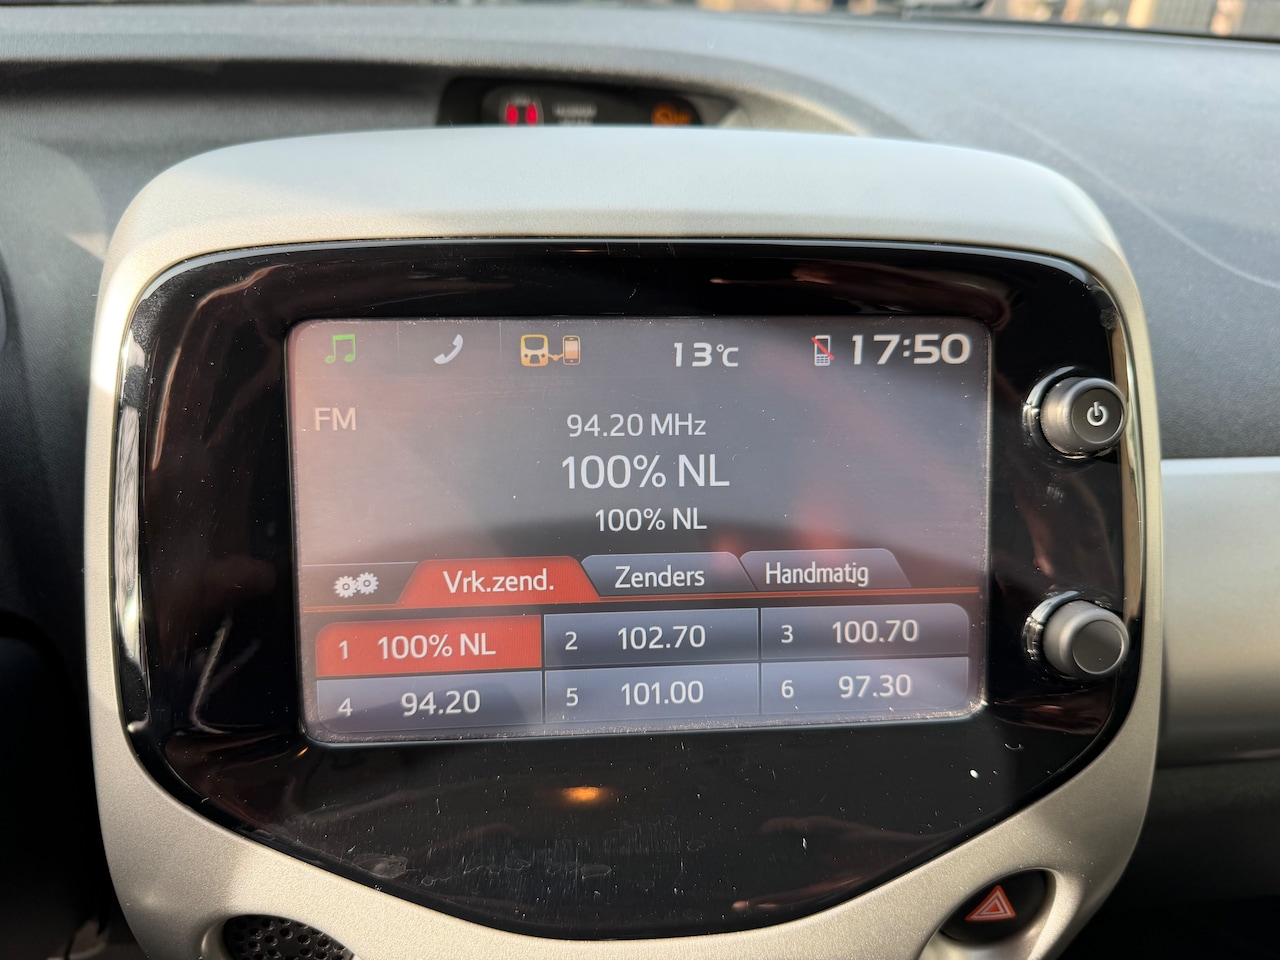 13°C
17:50
FM
94.20 MHz
100% NL
100% NL
Vrk.zend. Zenders Handmatig
1 100% NL 2 102.70 3 100.70
4 94.20 5 101.00 6 97.30